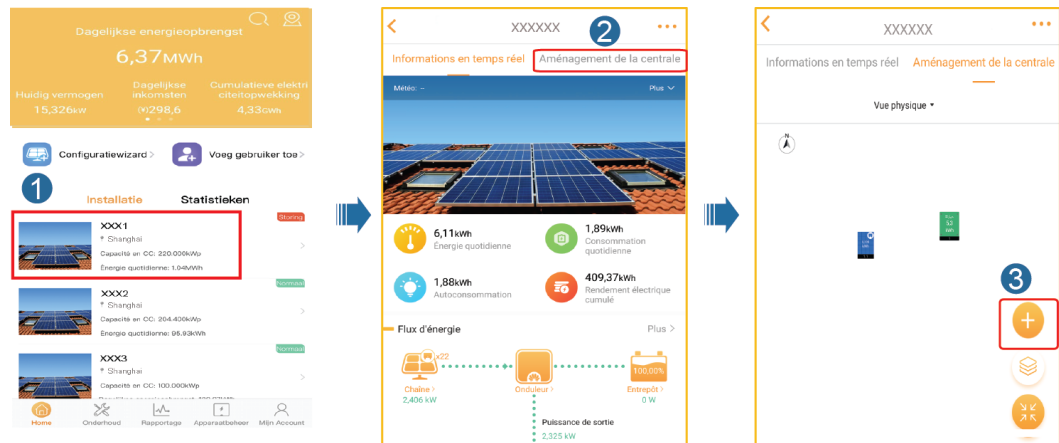 Dagelijkse energieopbrengst
6,37MWh
Huidig vermogen
15,326kw
Dagelijkse
inkomsten
(¥)298,6
Cumulatieve elektri
citeitopwekking
4,33GWh
Configuratiewizard >
Voeg gebruiker toe >
1
Installatie
Statistieken
Storing
XXX1
Shanghai
Capacité en CC: 220.000kWp
Énergie quotidienne: 1.04MWh
Normaal
XXX2
Shanghai
Capacité en CC: 204.400kWp
Énergie quotidienne: 96.93kWh
Normaal
XXX3
Shanghai
Capacité en CC: 100.000kWp
Home
Onderhoud
Rapportage
Apparaatbeheer
Mijn Account
XXXXXX
2
Informations en temps réel
Aménagement de la centrale
Météo: –
Plus
6,11kWh
Énergie quotidienne
1,89kWh
Consommation
quotidienne
1,88kWh
Autoconsommation
409,37kWh
Rendement électrique
cumulé
Flux d'énergie
Plus >
x22
100,00%
Chaîne >
2,406 kW
Onduleur >
Entrepôt >
0 W
Puissance de sortie
2,325 kW
XXXXXX
Informations en temps réel
Aménagement de la centrale
Vue physique
N
3